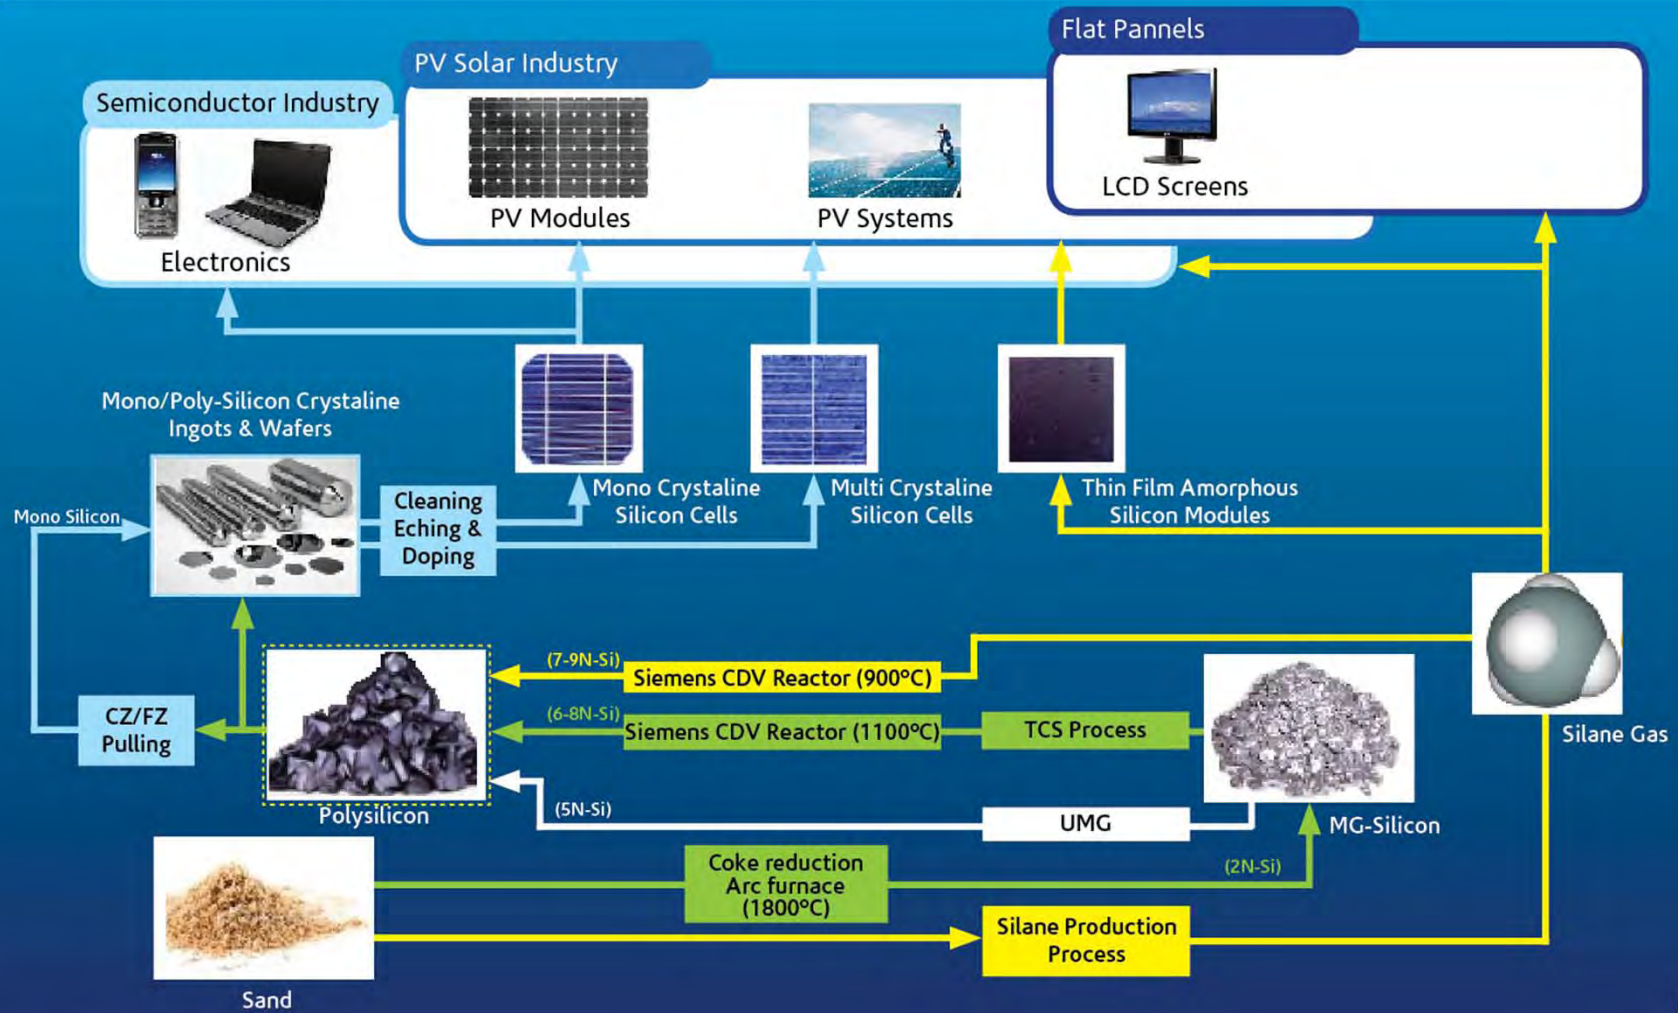 Flat Pannels
PV Solar Industry
Semiconductor Industry
LCD Screens
PV Modules
PV Systems
Electronics
Mono/Poly-Silicon Crystaline
Ingots & Wafers
Mono Silicon
Cleaning
Eching &
Doping
Mono Crystaline
Silicon Cells
Multi Crystaline
Silicon Cells
Thin Film Amorphous
Silicon Modules
(7-9N-Si)
Siemens CDV Reactor (900ºC)
CZ/FZ
Pulling
(6-8N-Si)
Siemens CDV Reactor (1100ºC)
TCS Process
Silane Gas
Polysilicon
(5N-Si)
UMG
MG-Silicon
Coke reduction
Arc furnace
(1800ºC)
(2N-Si)
Silane Production
Process
Sand